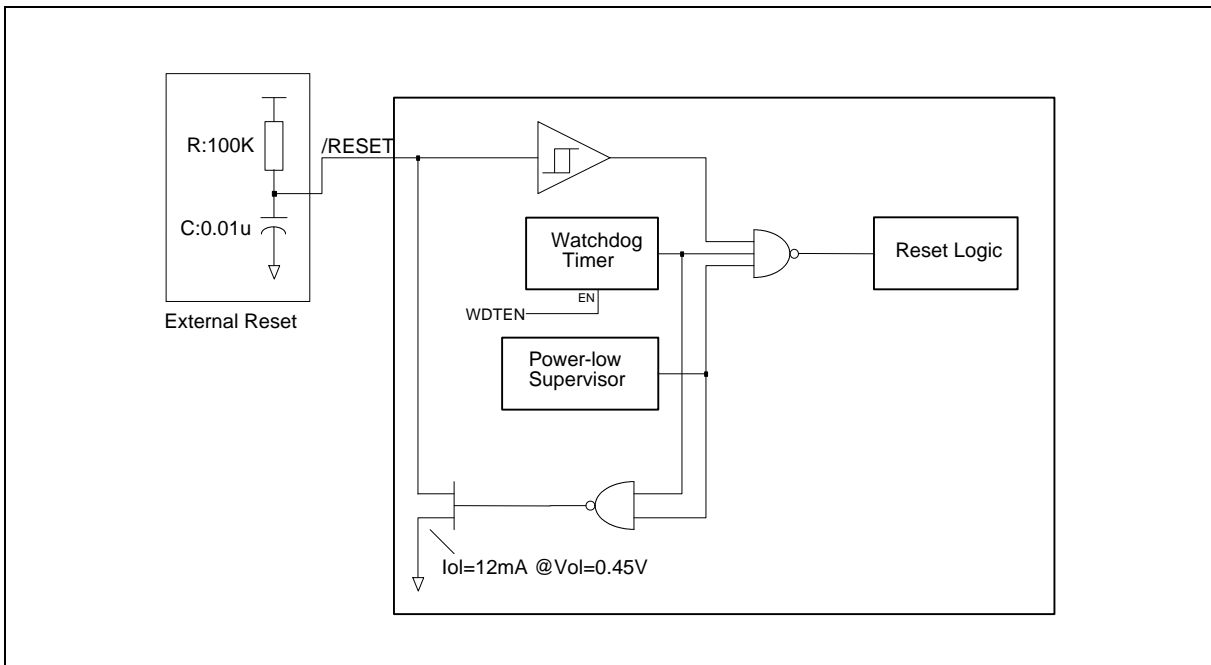 R:100K
/RESET
C:0.01u
External Reset
Watchdog
Timer
EN
WDTEN
Reset Logic
Power-low
Supervisor
Iol=12mA @Vol=0.45V